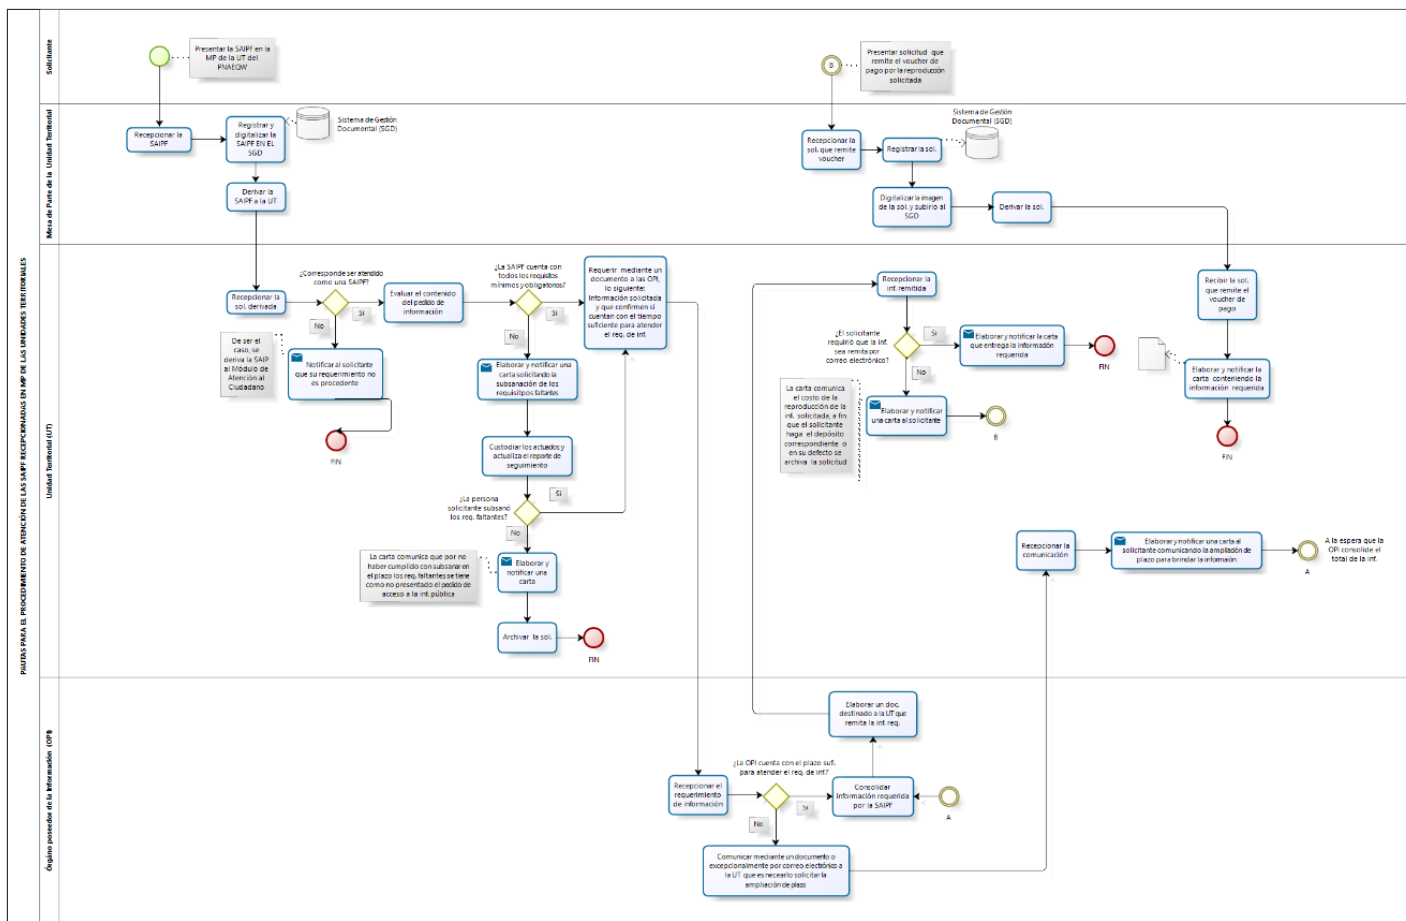 PAUTAS PARA EL PROCEDIMIENTO DE ATENCIÓN DE LAS SAIPF RECEPCIONADAS EN MP DE LAS UNIDADES TERRITORIALES
Solicitante
Presentar la SAIPF en la
MP de la UT del
PNAEQW
B
Presentar solicitud que
remite el voucher de
pago por la reproducción
solicitada
Mesa de Parte de la Unidad Territorial
Recepcionar la
SAIPF
Registrar y
digitalizar la
SAIPF EN EL
SGD
Sistema de Gestión
Documental (SGD)
Derivar la
SAIPF a la UT
Recepcionar la
sol. que remite
voucher
Registrar la sol.
Sistema de Gestión
Documental (SGD)
Digitalizar la imagen
de la sol. y subirlo al
SGD
Derivar la sol.
Unidad Territorial (UT)
Recepcionar la
sol. derivada
¿Corresponde ser atendido
como una SAIPF?
Si
No
De ser el
caso, se
deriva la SAIP
al Módulo de
Atención al
Ciudadano
Notificar al solicitante
que su requerimiento no
es procedente
FIN
Evaluar el contenido
del pedido de
información
¿La SAIPF cuenta con
todos los requisitos
mínimos y obligatorios?
Si
No
Requerir mediante un
documento a las OPI,
lo siguiente:
Información solicitada
y que confirmen si
cuentan con el tiempo
suficiente para atender
el req. de inf.
Elaborar y notificar una
carta solicitando la
subsanación de los
requisitpos faltantes
Custodiar los actuados y
actualiza el reporte de
seguimiento
¿La persona
solicitante subsanó
los req. faltantes?
Si
No
La carta comunica que por no
haber cumplido con subsanar en
el plazo los req. faltantes se tiene
como no presentado el pedido de
acceso a la inf. pública
Elaborar y
notificar una
carta
Archivar la sol.
FIN
Recepcionar la
inf. remitida
¿El solicitante
requirió que la inf.
sea remita por
correo electrónico?
Si
No
Elaborar y notificar la carta
que entrega la información
requerida
FIN
La carta comunica
el costo de la
reproducción de la
inf. solicitada, a fin
que el solicitante
haga el depósito
correspondiente o
en su defecto se
archiva la solicitud
Elaborar y notificar
una carta al solicitante
B
Recibir la sol.
que remite el
voucher de
pago
Elaborar y notificar la
carta conteniendo la
información requerida
FIN
Recepcionar la
comunicación
Elaborar y notificar una carta al
solicitante comunicando la ampliación de
plazo para brindar la informaón
A
A la espera que la
OPI consolide el
total de la inf.
Órgano poseedor de la Información (OPI)
Elaborar un doc.
destinado a la UT que
remita la inf. req.
¿La OPI cuenta con el plazo sufi.
para atender el req. de inf.?
Recepcionar el
requerimiento
de información
Si
No
Consolidar
información requerida
por la SAIPF
A
Comunicar mediante un documento o
excepcionalmente por correo electrónico a
la UT que es necearlo solicitar la
ampliación de plazo